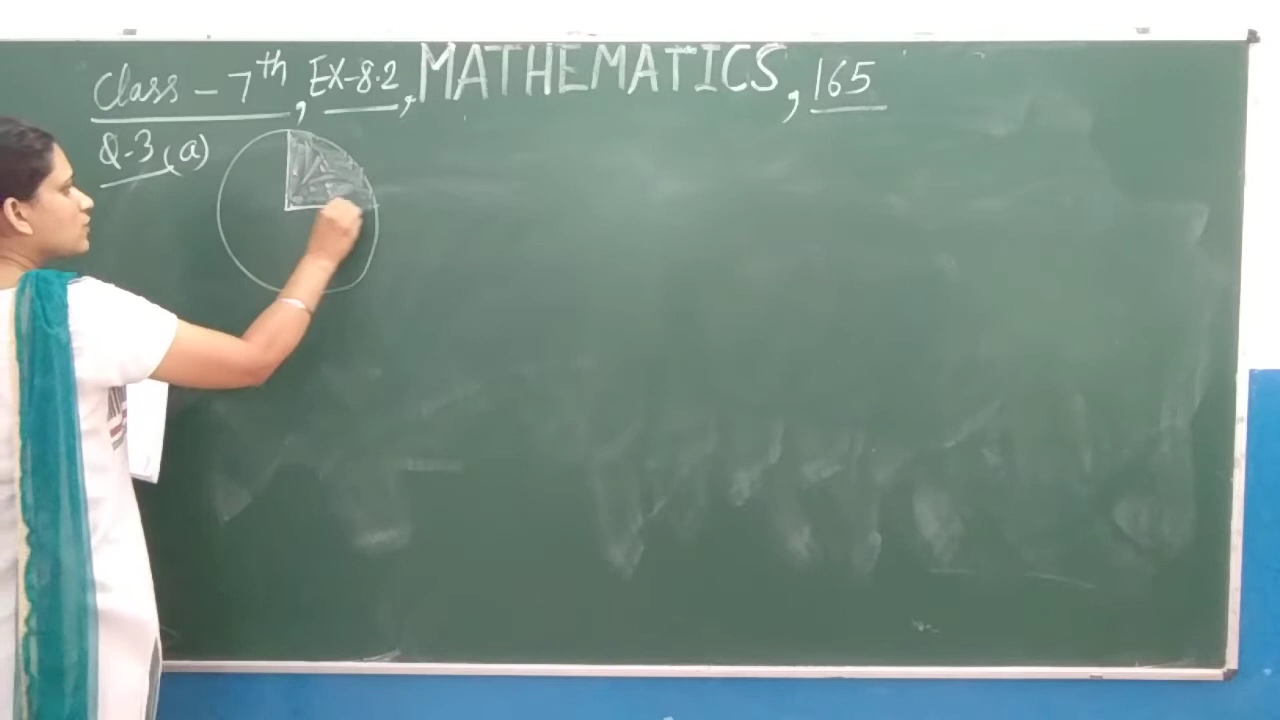 Class - 7th, EX-8.2, MATHEMATICS, 165
Q-3 (a)